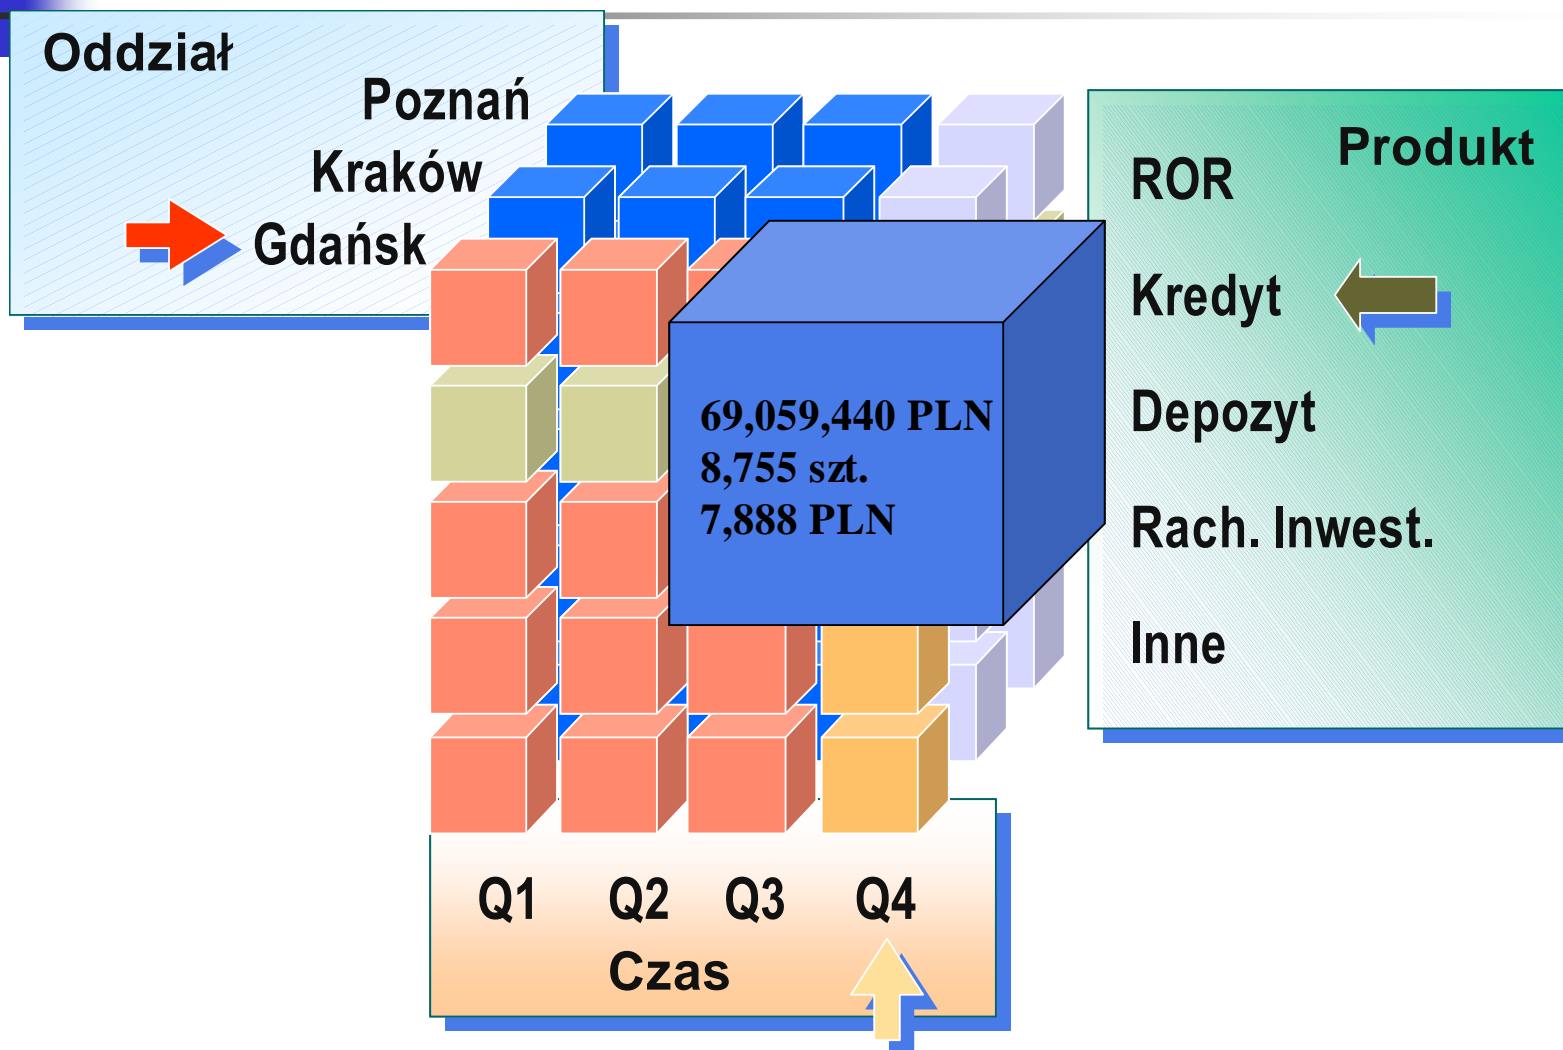 Oddział
Poznań
Kraków
Gdańsk
Produkt
ROR
Kredyt
Depozyt
Rach. Inwest.
Inne
69,059,440 PLN
8,755 szt.
7,888 PLN
Q1 Q2 Q3 Q4
Czas